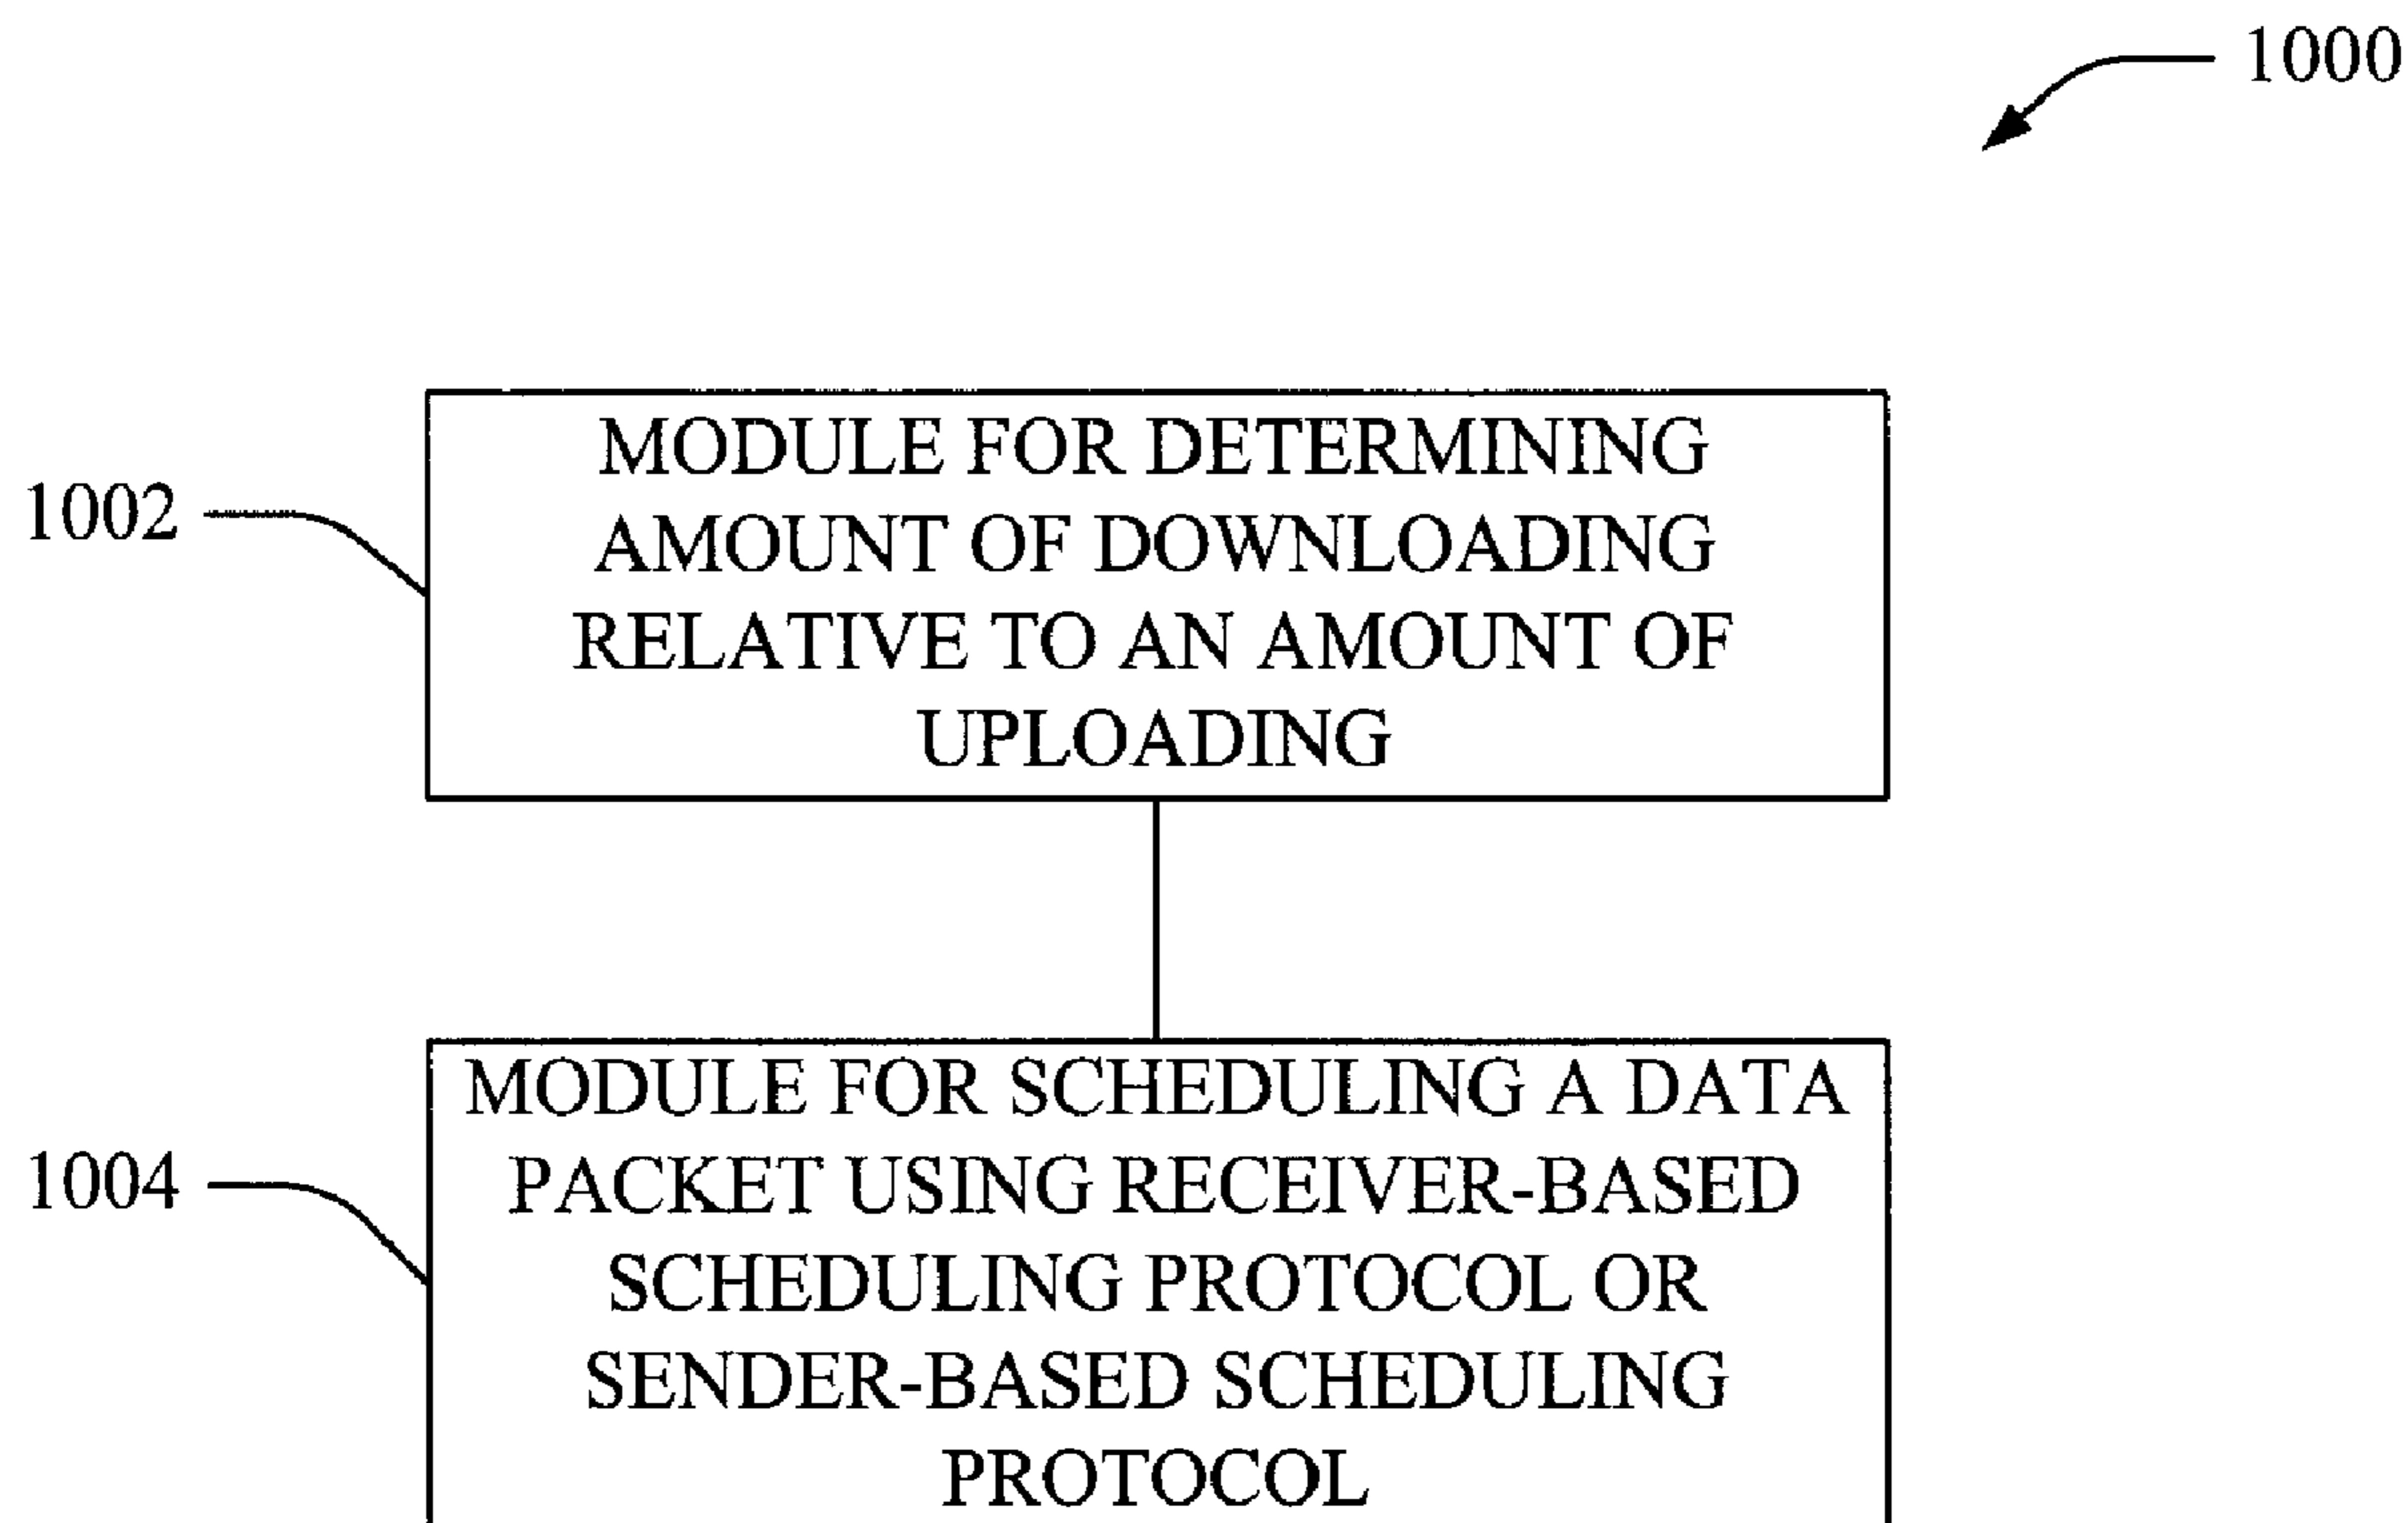 1000
MODULE FOR DETERMINING
AMOUNT OF DOWNLOADING
RELATIVE TO AN AMOUNT OF
UPLOADING
1002
MODULE FOR SCHEDULING A DATA
PACKET USING RECEIVER-BASED
SCHEDULING PROTOCOL OR
SENDER-BASED SCHEDULING
PROTOCOL
1004